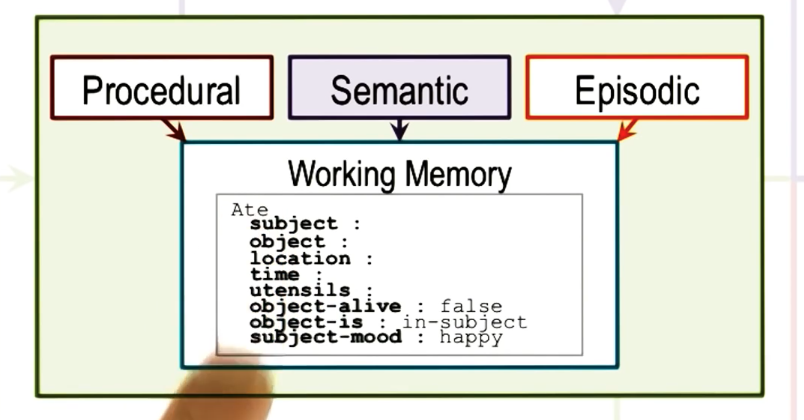 Procedural
Semantic
Episodic
Working Memory
Ate
subject :
object :
location :
time :
utensils :
object-alive : false
object-is : in-subject
subject-mood : happy